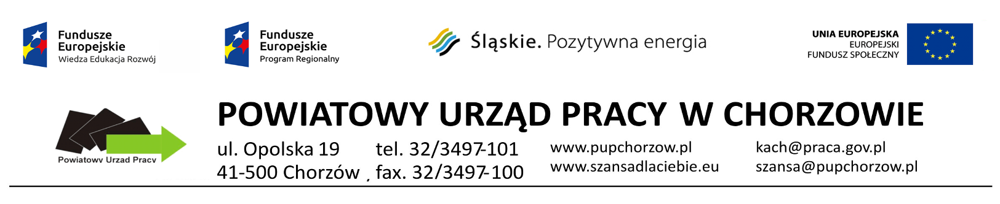 Fundusze
Europejskie
Wiedza Edukacja Rozwój
Fundusze
Europejskie
Program Regionalny
Śląskie. Pozytywna energia
UNIA EUROPEJSKA
EUROPEJSKI
FUNDUSZ SPOŁECZNY
Powiatowy Urząd Pracy
POWIATOWY URZĄD PRACY W CHORZOWIE
ul. Opolska 19 tel. 32/3497-101 www.pupchorzow.pl kach@praca.gov.pl
41-500 Chorzów , fax. 32/3497-100 www.szansadlaciebie.eu szansa@pupchorzow.pl